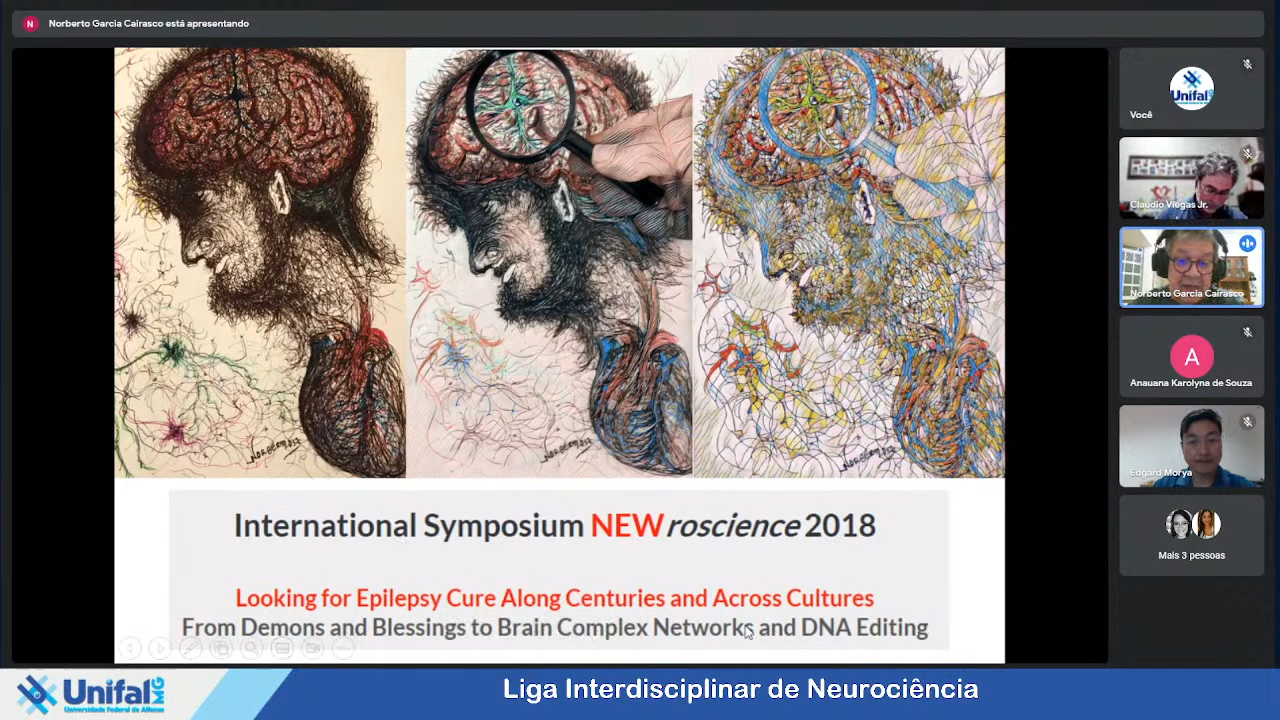 N
Norberto Garcia Cairasco está apresentando
International Symposium NEWroscience 2018
Looking for Epilepsy Cure Along Centuries and Across Cultures
From Demons and Blessings to Brain Complex Networks and DNA Editing
Unifal
Você
Claudio Viegas Jr.
Norberto Garcia Cairasco
A
Anauana Karolyna de Souza
Edgard Morya
Mais 3 pessoas
Unifal MG
Universidade Federal de Alfenas
Liga Interdisciplinar de Neurociência